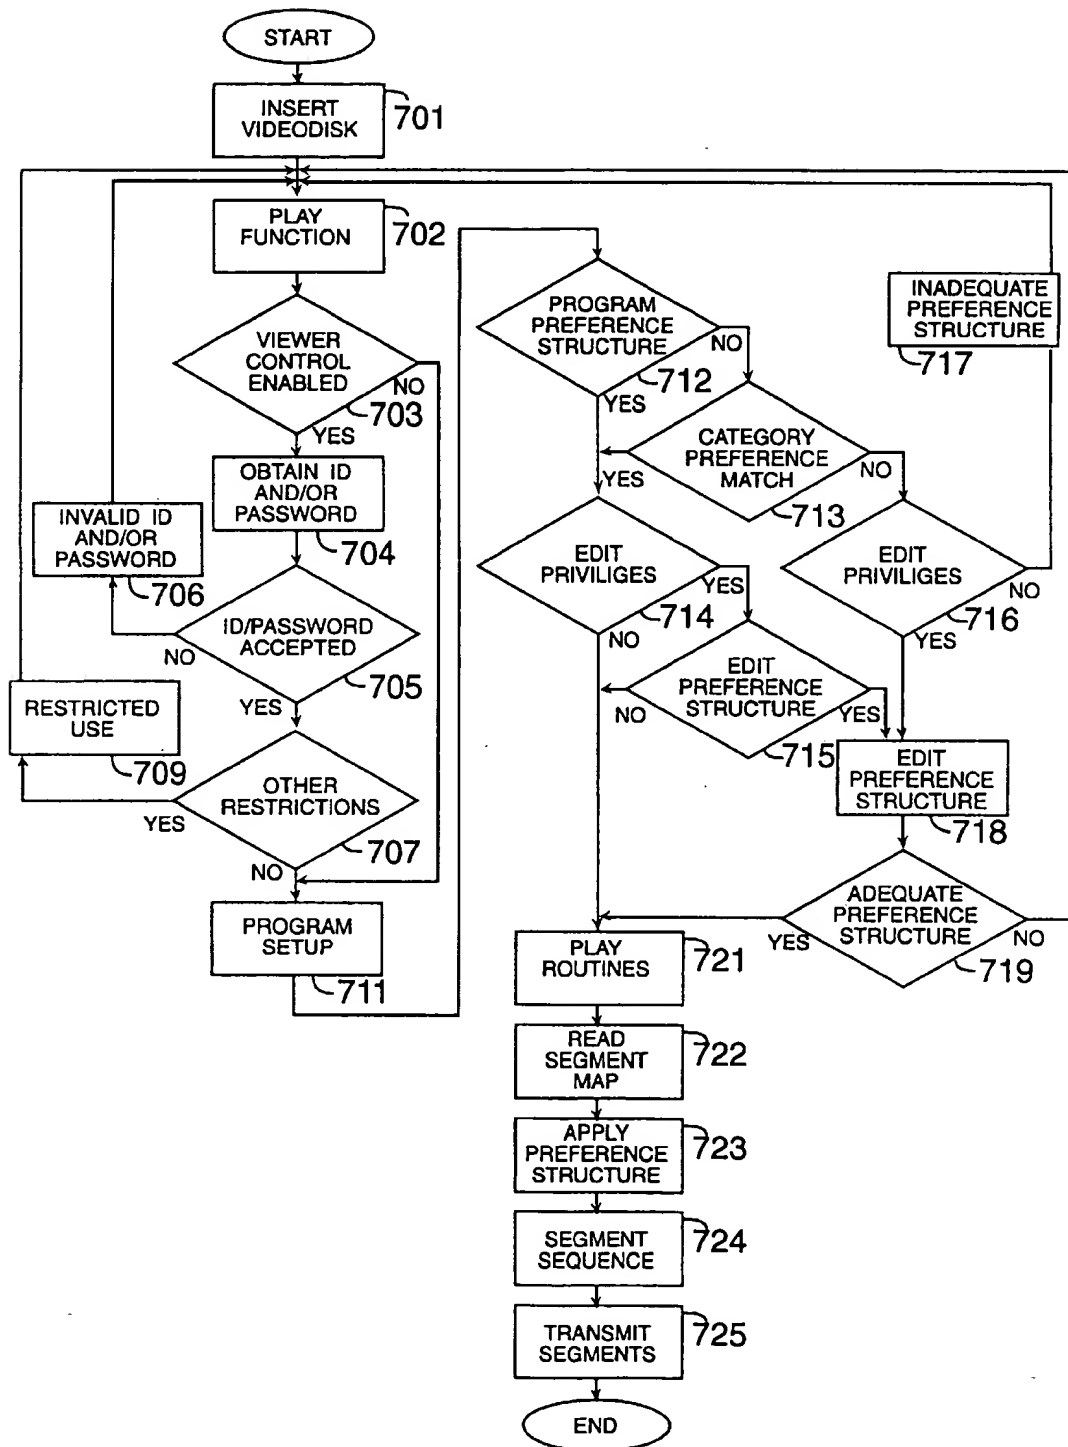 START
INSERT
VIDEODISK
701
PLAY
FUNCTION
702
VIEWER
CONTROL
ENABLED
NO
703
YES
OBTAIN ID
AND/OR
PASSWORD
704
INVALID ID
AND/OR
PASSWORD
706
ID/PASSWORD
ACCEPTED
NO
705
YES
RESTRICTED
USE
709
OTHER
RESTRICTIONS
YES
707
NO
PROGRAM
SETUP
711
PROGRAM
PREFERENCE
STRUCTURE
NO
712
YES
CATEGORY
PREFERENCE
MATCH
YES
NO
713
INADEQUATE
PREFERENCE
STRUCTURE
717
EDIT
PRIVILIGES
YES
714
NO
EDIT
PRIVILIGES
NO
716
YES
EDIT
PREFERENCE
STRUCTURE
NO
YES
715
EDIT
PREFERENCE
STRUCTURE
718
ADEQUATE
PREFERENCE
STRUCTURE
YES
NO
719
PLAY
ROUTINES
721
READ
SEGMENT
MAP
722
APPLY
PREFERENCE
STRUCTURE
723
SEGMENT
SEQUENCE
724
TRANSMIT
SEGMENTS
725
END